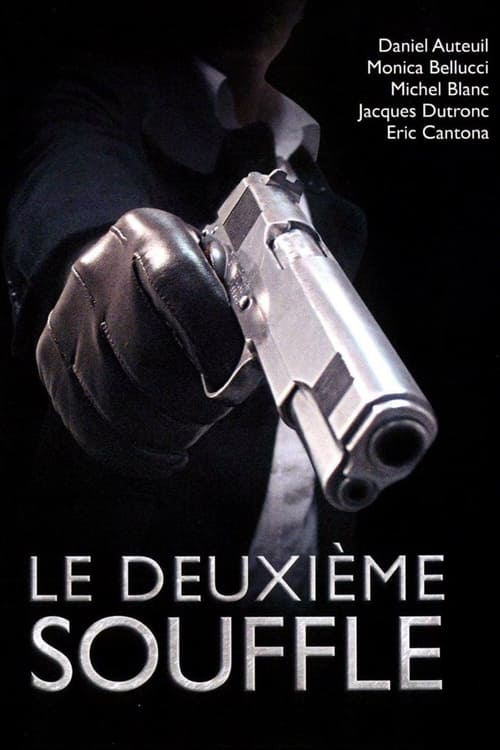 Daniel Auteuil
Monica Bellucci
Michel Blanc
Jacques Dutronc
Eric Cantona
LE DEUXIÈME
SOUFFLE